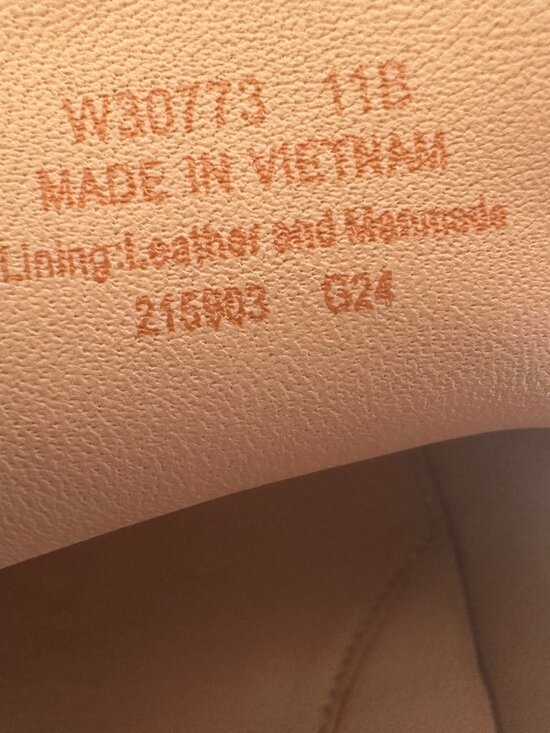 W30773 11B
MADE IN VIETNAM
Lining:Leather and Manmade
215903 G24